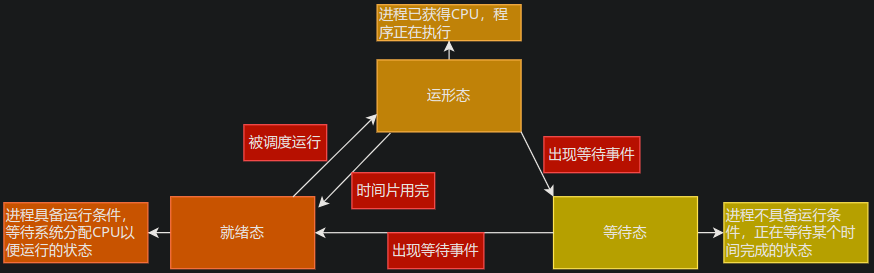 进程已获得CPU，程
序正在执行
运形态
被调度运行
出现等待事件
时间片用完
进程具备运行条件，
等待系统分配CPU以
便运行的状态
就绪态
出现等待事件
等待态
进程不具备运行条
件，正在等待某个时
间完成的状态